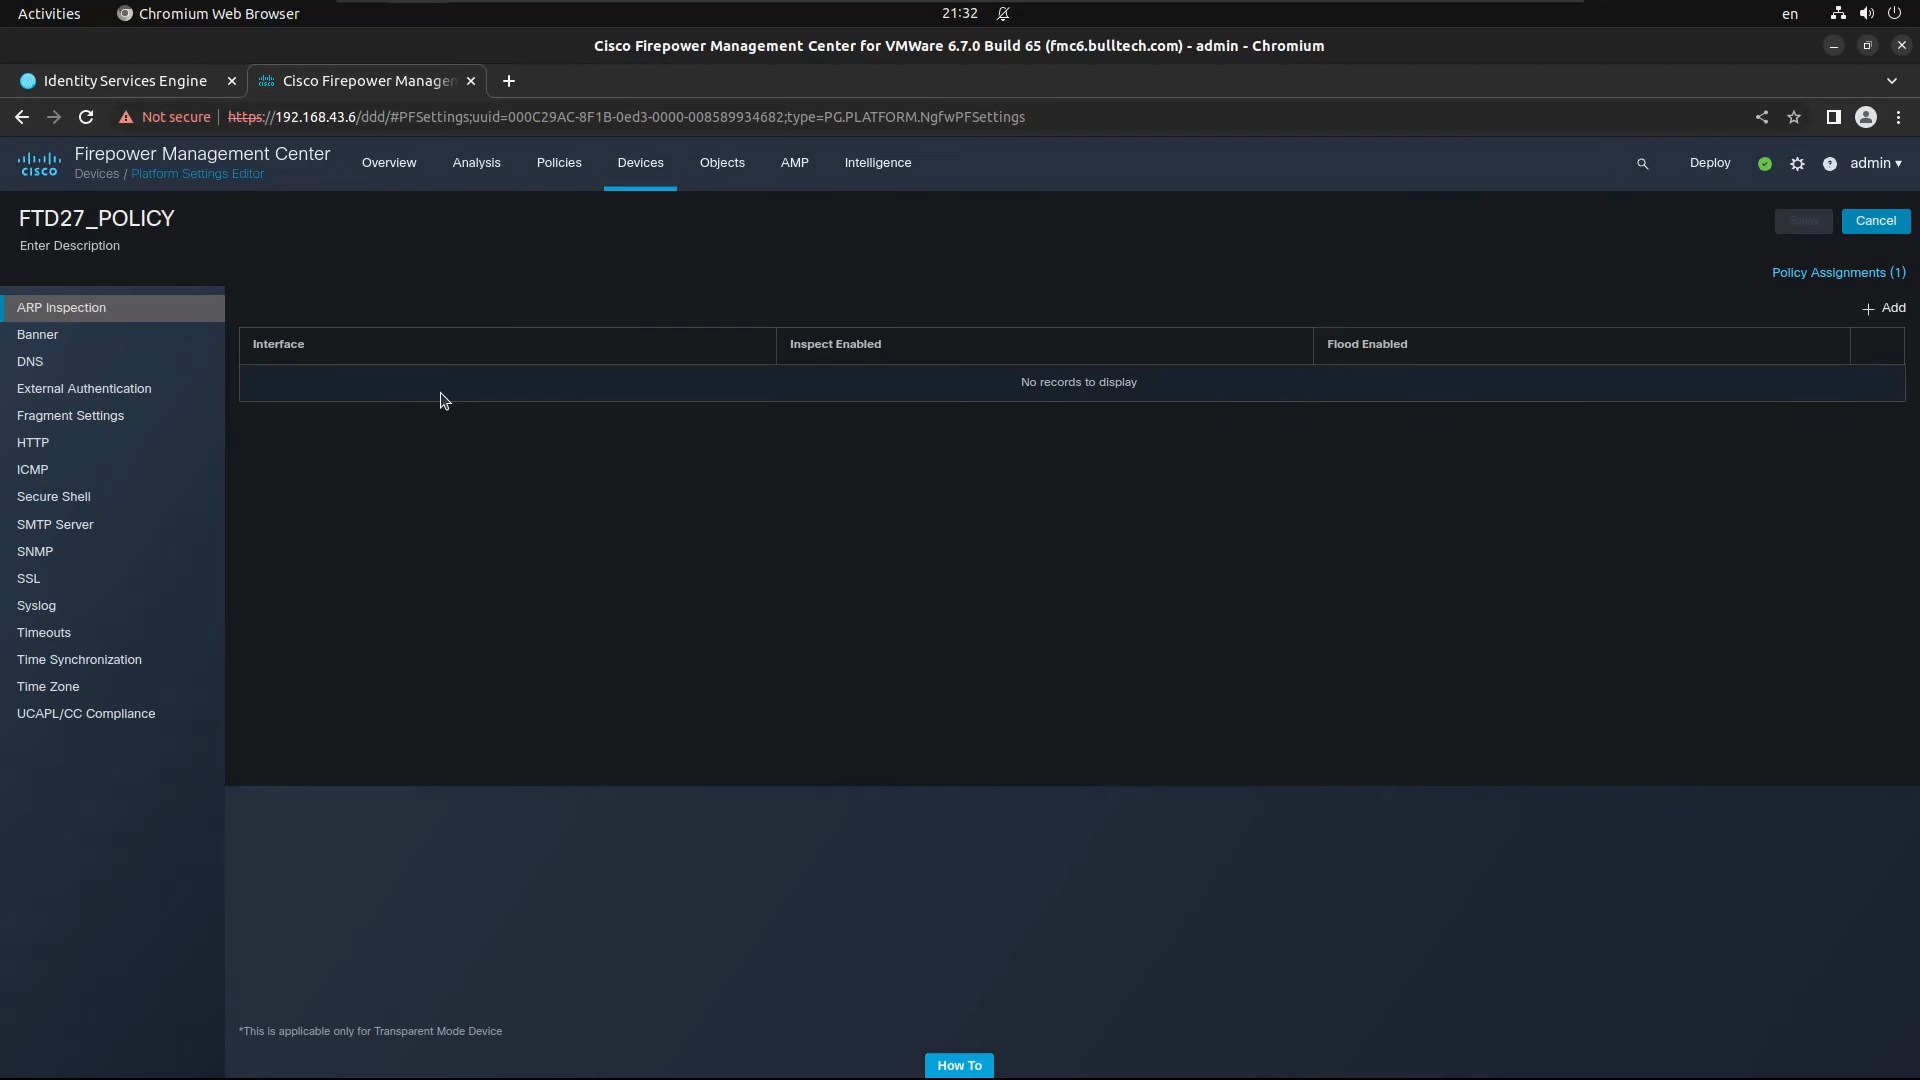 Activities
Chromium Web Browser
21:32
en
Cisco Firepower Management Center for VMWare 6.7.0 Build 65 (fmc6.bulltech.com) - admin - Chromium
Identity Services Engine
Cisco Firepower Managen
Not secure
https://192.168.43.6/ddd/#PFSettings;uuid=000C29AC-8F1B-0ed3-0000-008589934682;type=PG.PLATFORM.NgfwPFSettings
CISCO
Firepower Management Center
Devices / Platform Settings Editor
Overview
Analysis
Policies
Devices
Objects
AMP
Intelligence
Deploy
admin
FTD27_POLICY
Enter Description
Save
Cancel
Policy Assignments (1)
ARP Inspection
Banner
DNS
External Authentication
Fragment Settings
HTTP
ICMP
Secure Shell
SMTP Server
SNMP
SSL
Syslog
Timeouts
Time Synchronization
Time Zone
UCAPL/CC Compliance
+ Add
Interface
Inspect Enabled
Flood Enabled
No records to display
*This is applicable only for Transparent Mode Device
How To